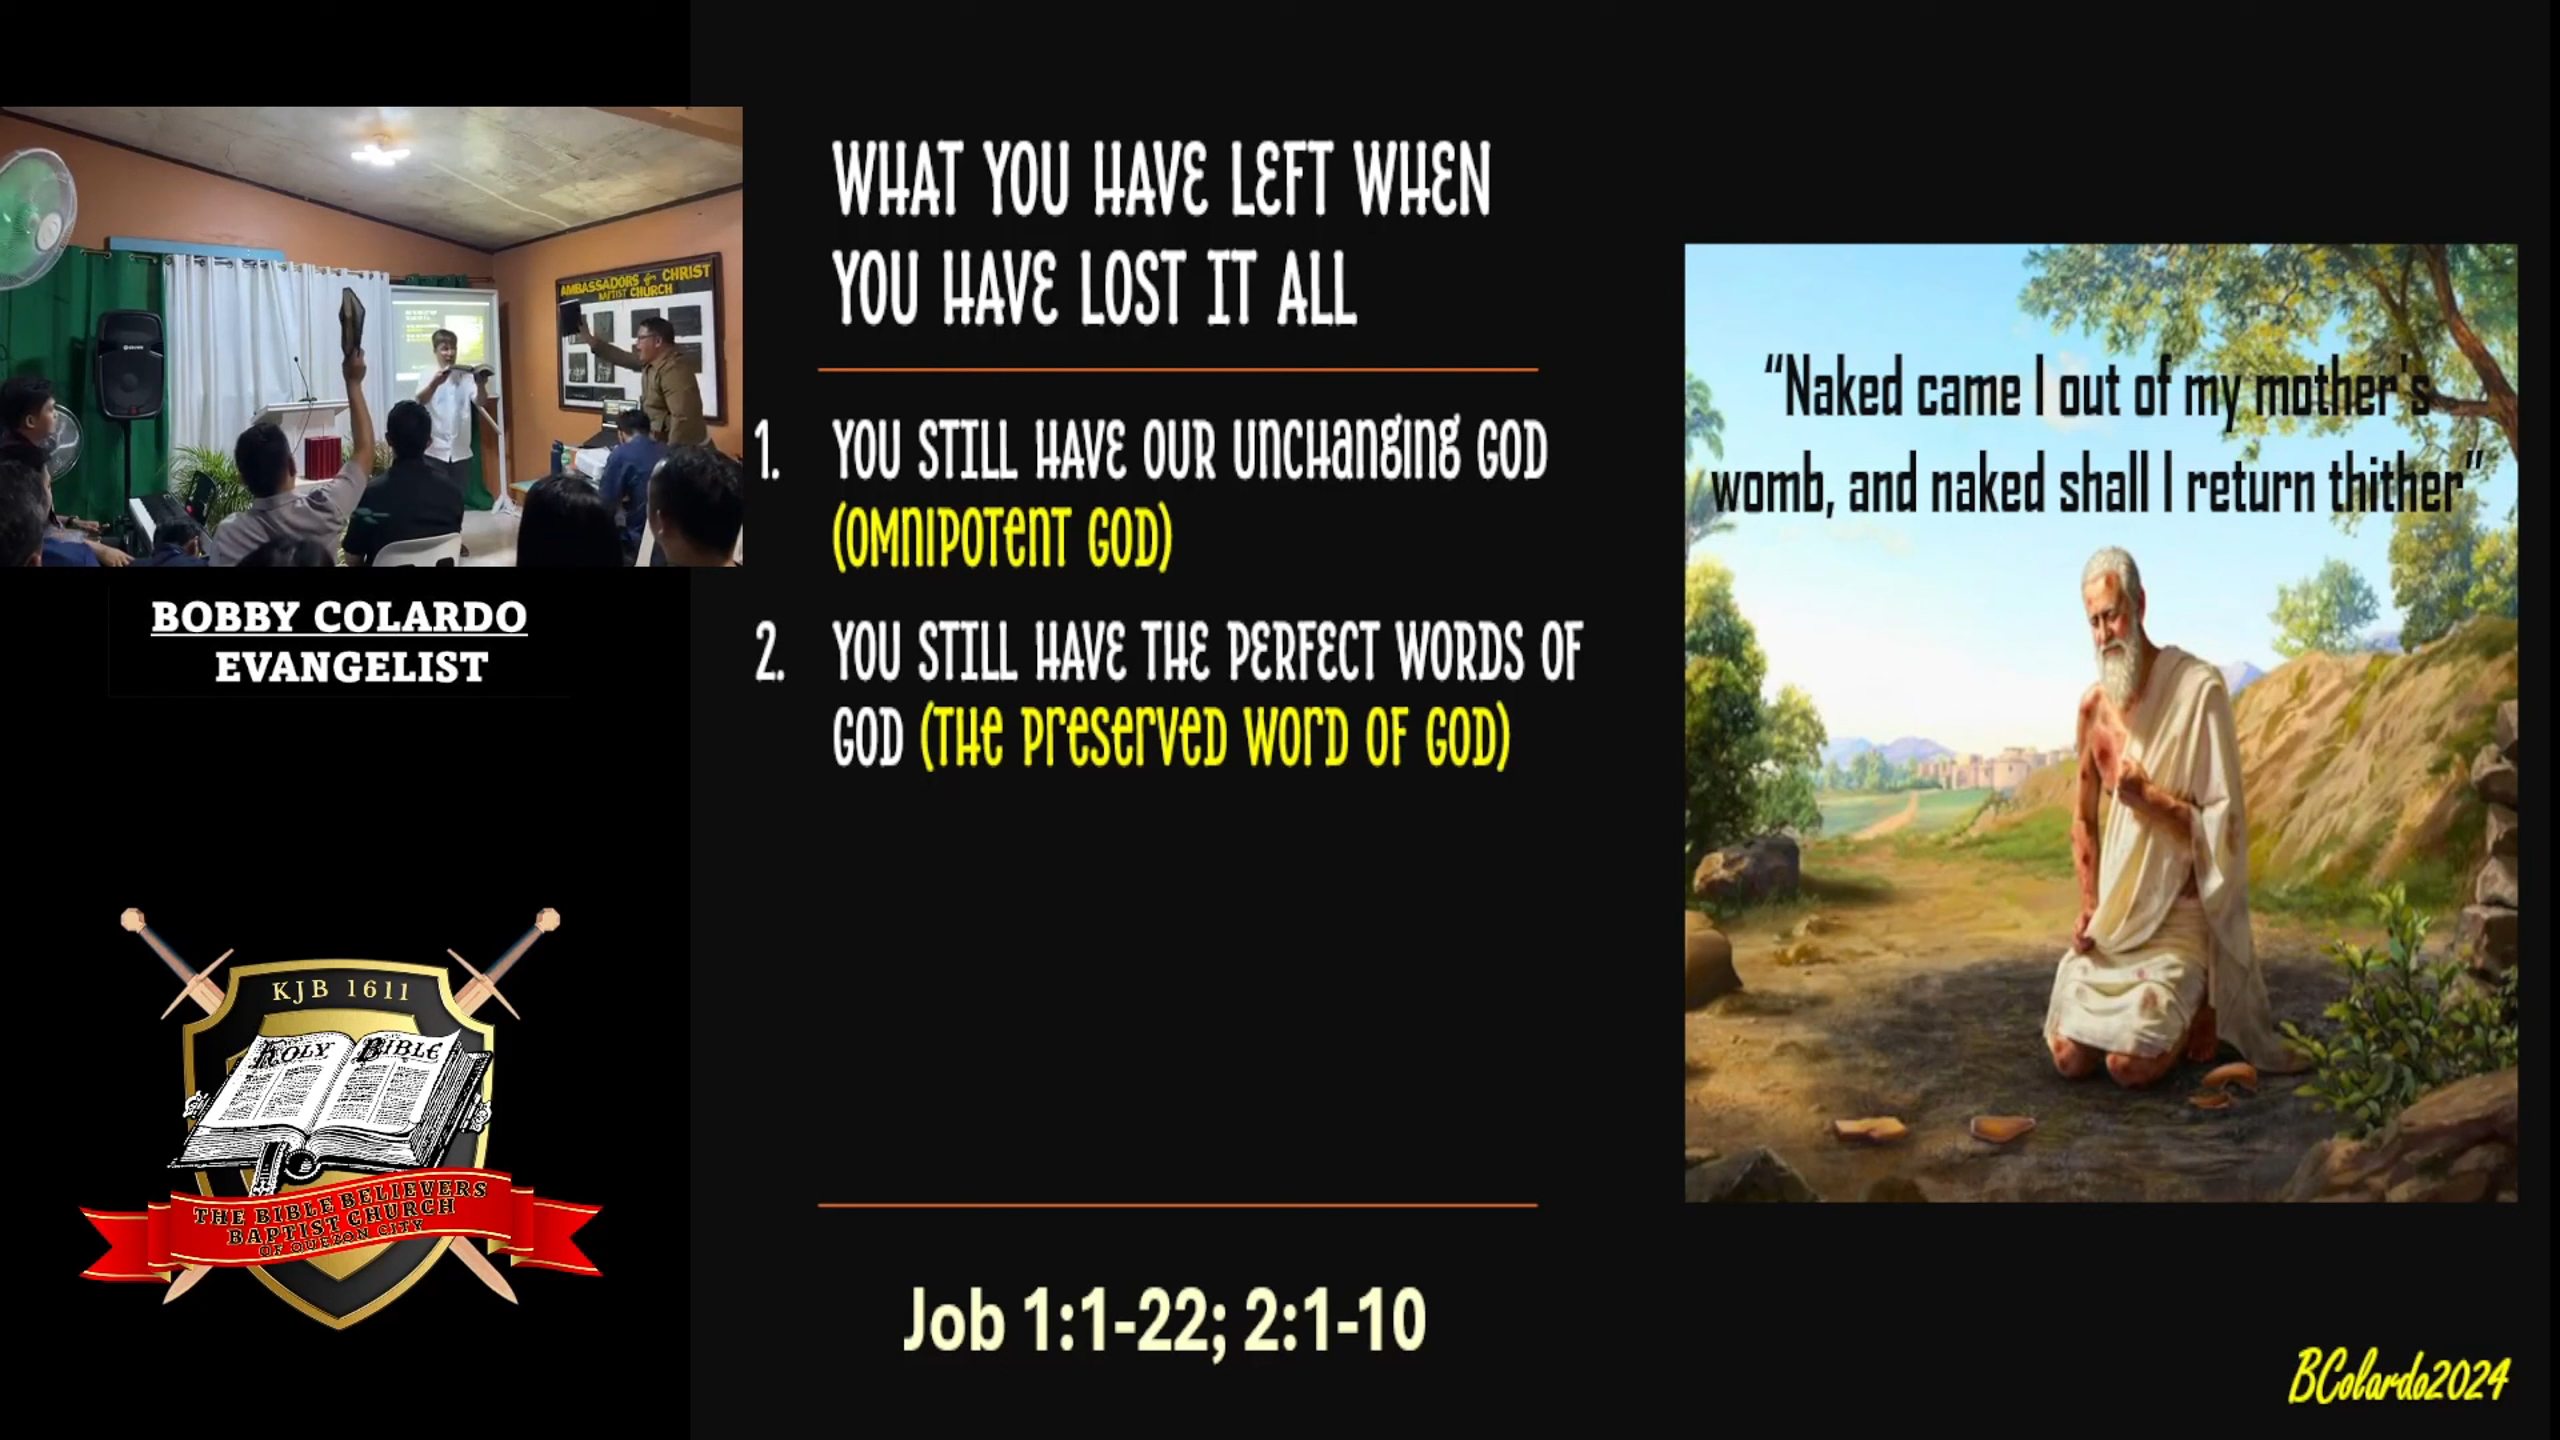 WHAT YOU HAVE LEFT WHEN
YOU HAVE LOST IT ALL
1. YOU STILL HAVE OUR UNCHANGING GOD
(OMNIPOTENT GOD)
2. YOU STILL HAVE THE PERFECT WORDS OF
GOD (THE PRESERVED WORD OF GOD)
Job 1:1-22; 2:1-10
“Naked came I out of my mother's
womb, and naked shall I return thither”
BColardo2024
AMBASSADORS for CHRIST
BAPTIST CHURCH
BOBBY COLARDO
EVANGELIST
KJB 1611
HOLY BIBLE
THE BIBLE BELIEVERS
BAPTIST CHURCH
OF QUEZON CITY